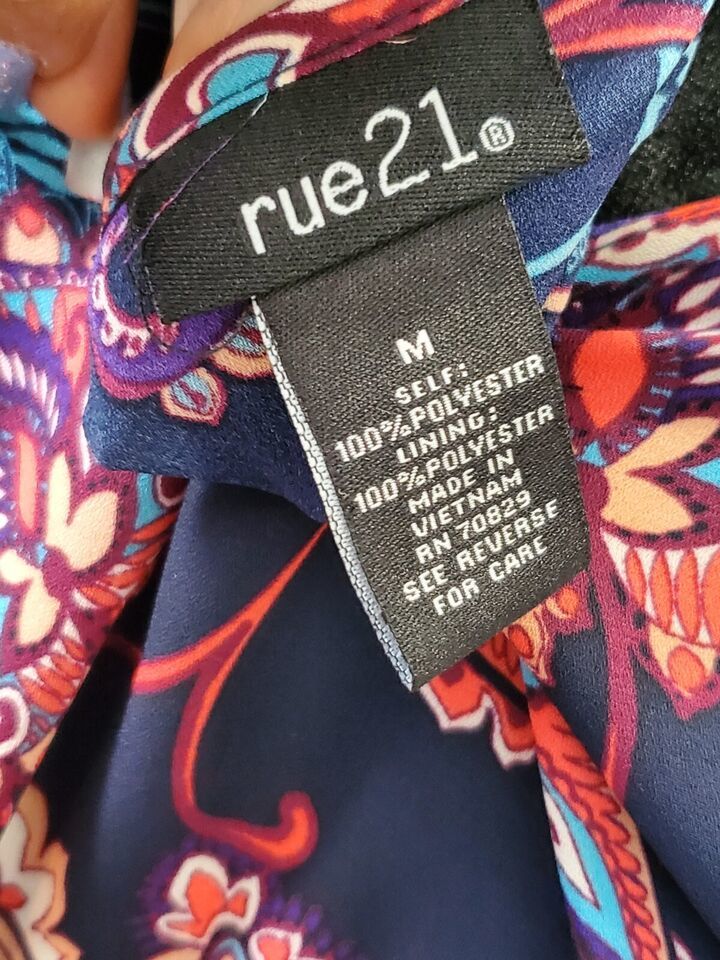 rue21®
M
SELF:
100%POLYESTER
LINING:
100%POLYESTER
MADE IN
VIETNAM
RN 70829
SEE REVERSE
FOR CARE